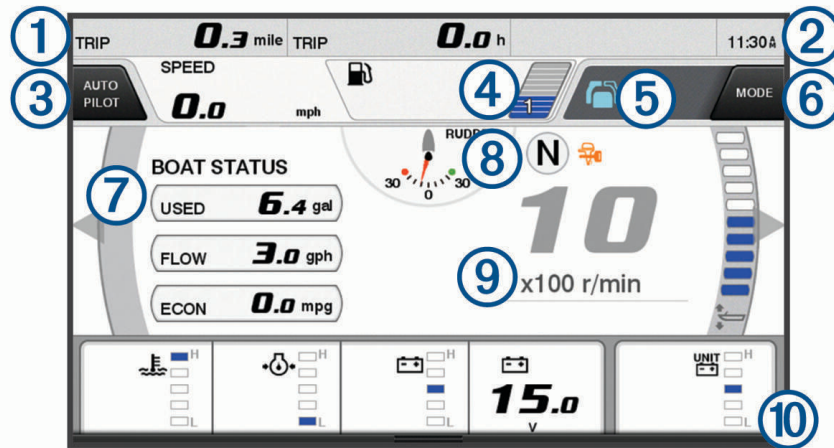 1 TRIP 0.3 mile TRIP 0.0 h 11:30A 2
3 AUTO PILOT SPEED 0.0 mph 4 1 5 MODE 6
RUD 8 N
30 0 30
BOAT STATUS
7 USED 6.4 gal
FLOW 3.0 gph
ECON 0.0 mpg
10
9 x100 r/min
H H H UNIT H
15.0
V
L L L L 10